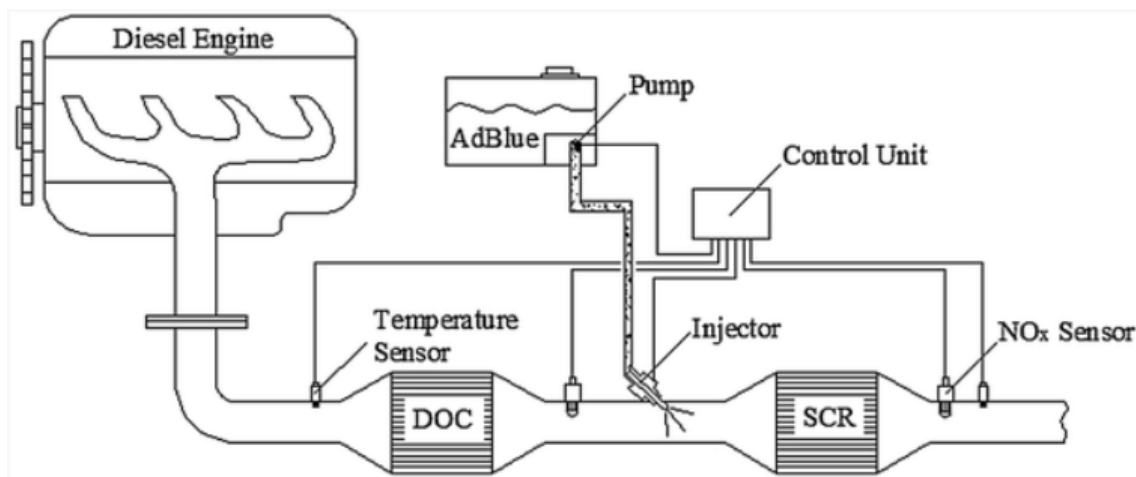 Diesel Engine
Pump
AdBlue
Control Unit
Temperature
Sensor
Injector
NOx Sensor
DOC
SCR